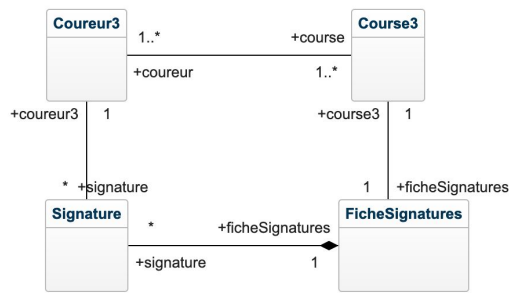 Coureur3
Course3
1..*
+course
+coureur
1..*
+coureur3
1
+course3
1
*
+signature
1
+ficheSignatures
Signature
*
+ficheSignatures
FicheSignatures
+signature
1